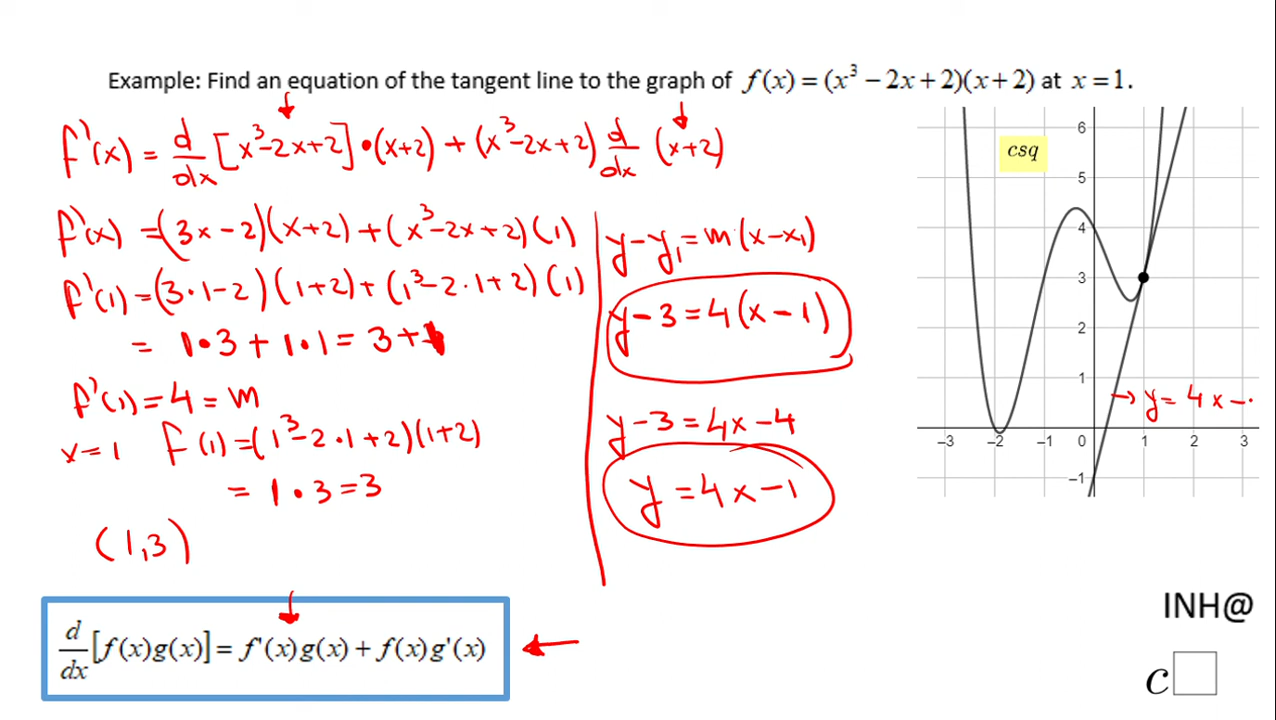 Example: Find an equation of the tangent line to the graph of f(x) = (x³ − 2x + 2)(x + 2) at x = 1.
f'(x) = d/dx [x³-2x+2]•(x+2) + (x³-2x+2) d/dx (x+2)
f'(x) = (3x-2)(x+2) + (x³-2x+2)(1)
f'(1) = (3·1-2)(1+2) + (1³-2·1+2)(1)
= 1•3 + 1•1 = 3+1
f'(1) = 4 = m
x=1 f(1) = (1³-2•1+2)(1+2)
= 1•3 = 3
(1,3)
y-y₁ = m(x-x₁)
y-3 = 4(x-1)
y-3 = 4x-4
y = 4x-1
csq
6
5
4
3
2
1
→ y = 4x-
-3 -2 -1 0 1 2 3
-1
d/dx [f(x)g(x)] = f'(x)g(x) + f(x)g'(x)
INH@
c□